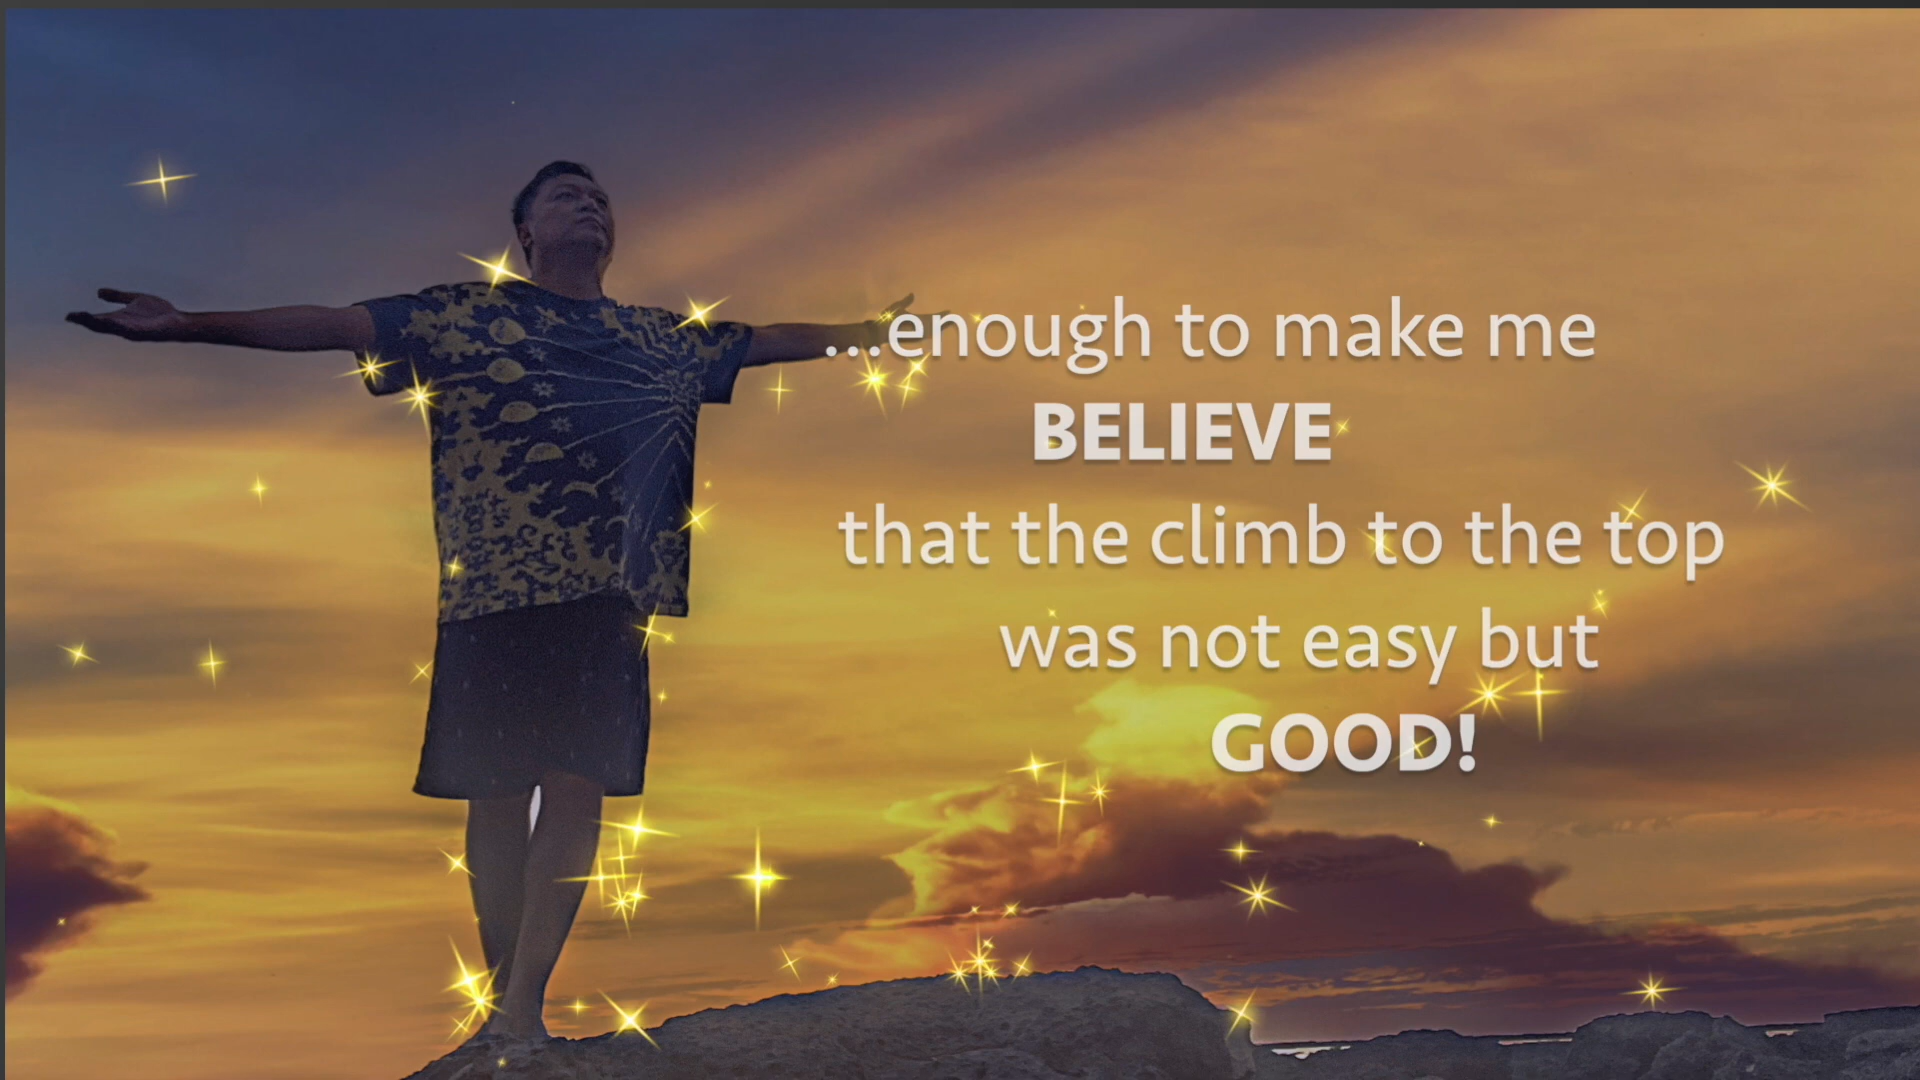 ...enough to make me
BELIEVE
that the climb to the top
was not easy but
GOOD!